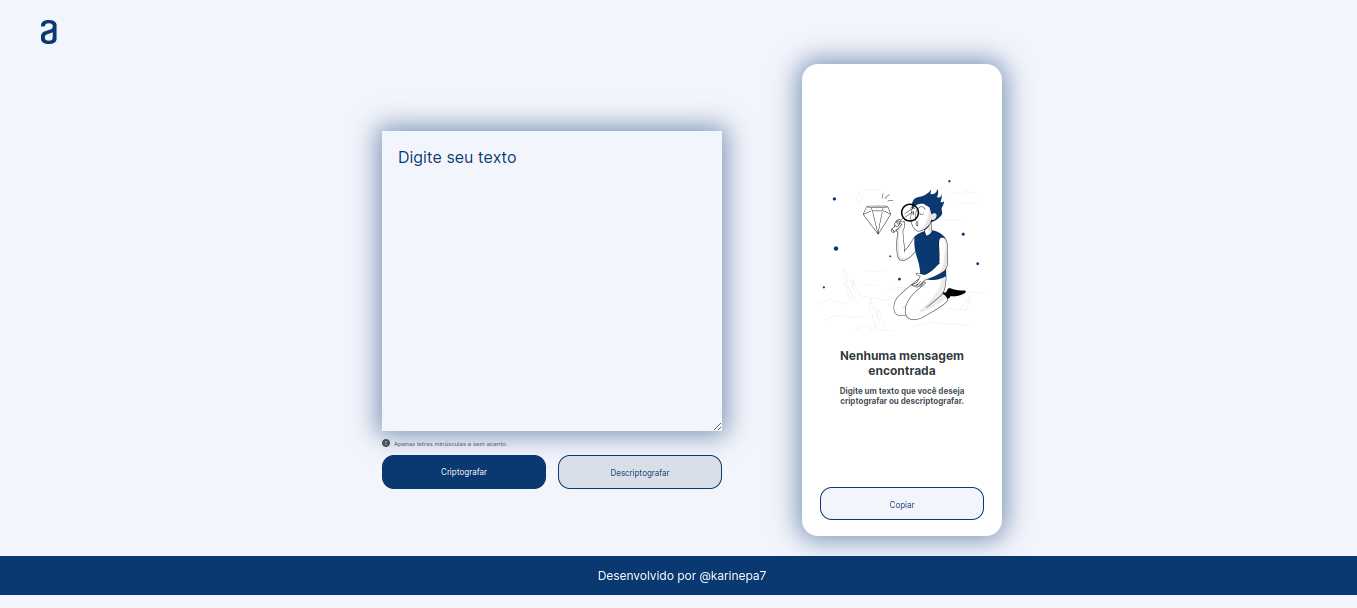 a
Digite seu texto
Apenas letras minúsculas e sem acento.
Criptografar
Descriptografar
Nenhuma mensagem
encontrada
Digite um texto que você deseja
criptografar ou descriptografar.
Copiar
Desenvolvido por @karinepa7